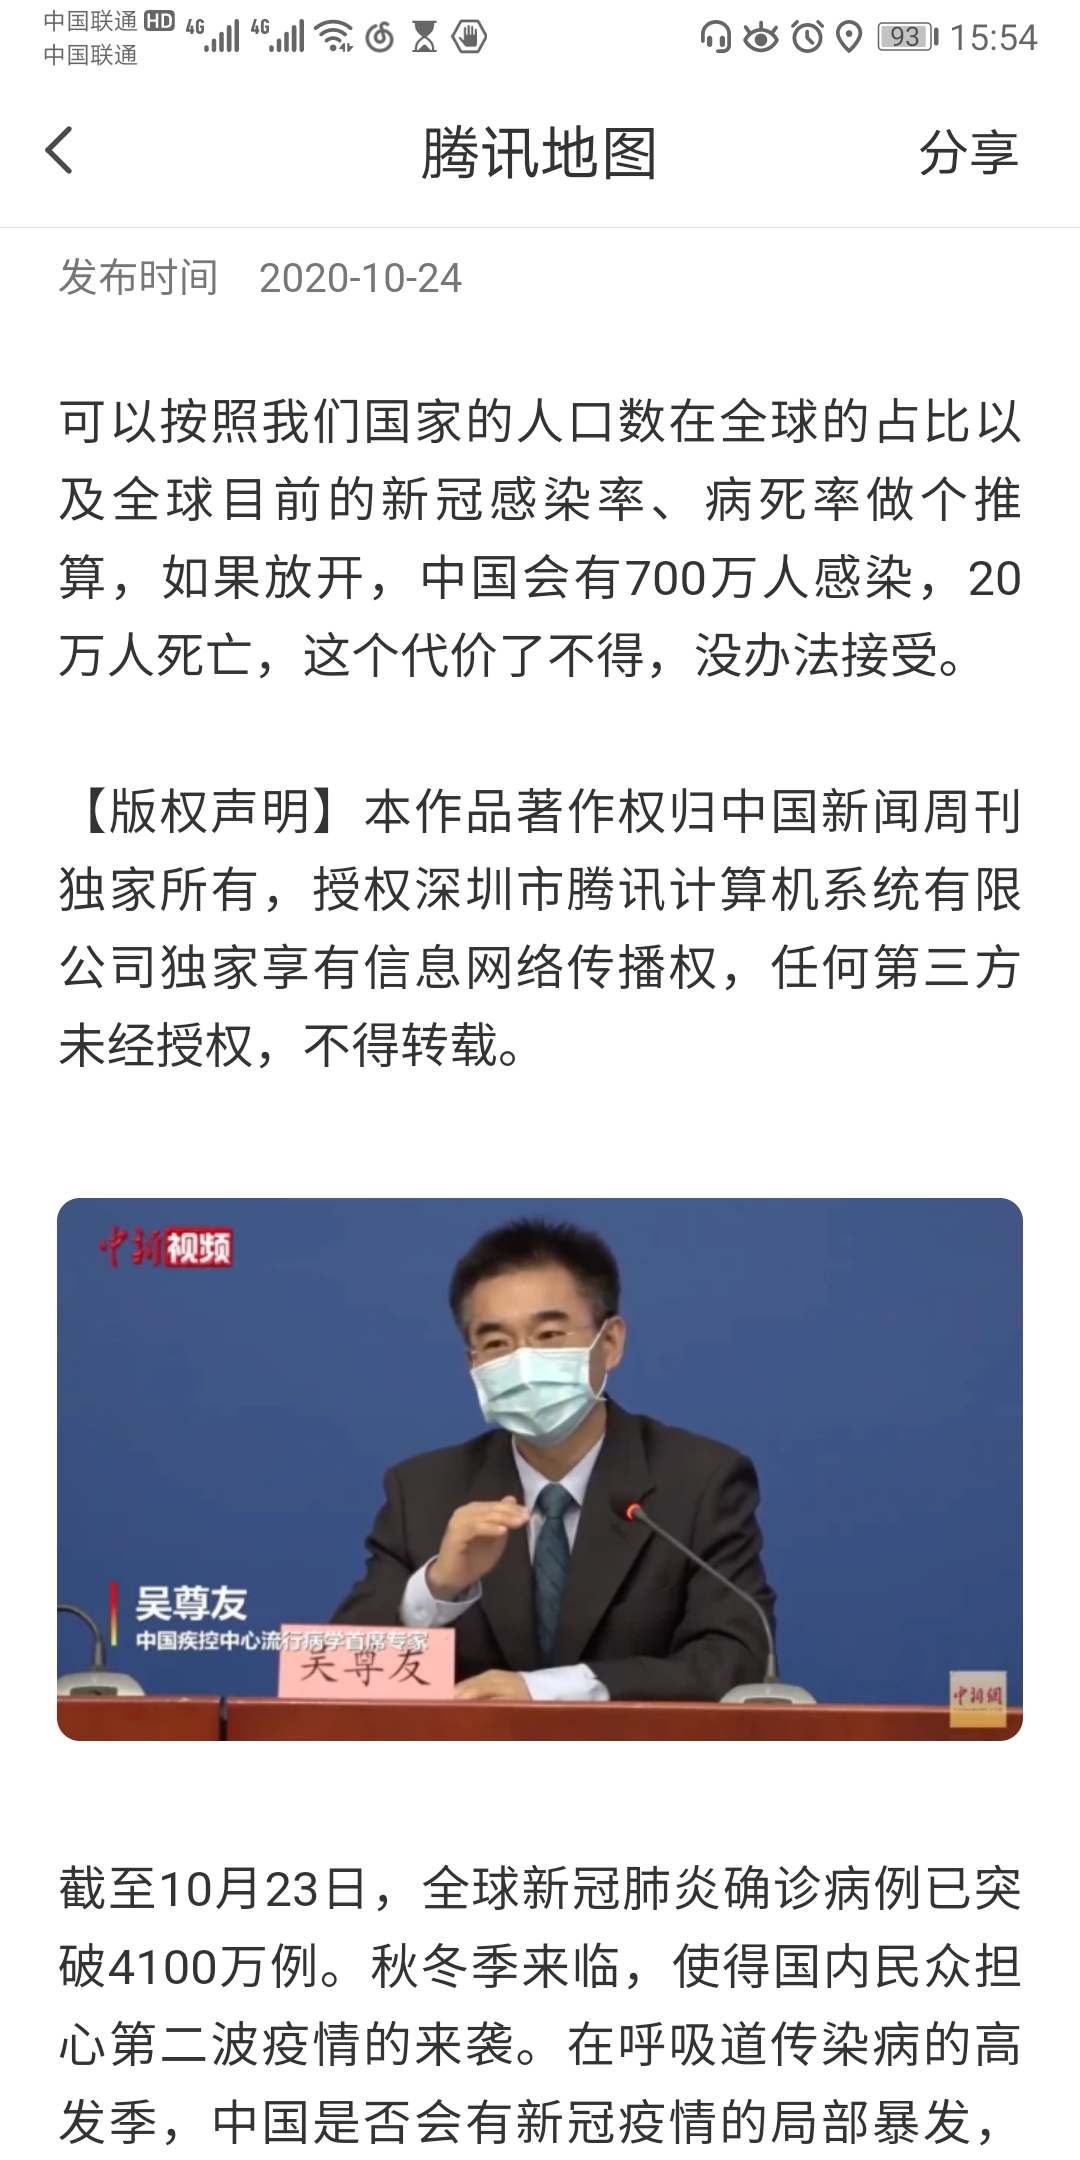 中国联通 HD 4G 4G 93 15:54
中国联通
腾讯地图 分享
发布时间 2020-10-24
可以按照我们国家的人口数在全球的占比以
及全球目前的新冠感染率、病死率做个推
算，如果放开，中国会有700万人感染，20
万人死亡，这个代价了不得，没办法接受。
【版权声明】本作品著作权归中国新闻周刊
独家所有，授权深圳市腾讯计算机系统有限
公司独家享有信息网络传播权，任何第三方
未经授权，不得转载。
中新视频
吴尊友
中国疾控中心流行病学首席专家
吴尊友
中新網
截至10月23日，全球新冠肺炎确诊病例已突
破4100万例。秋冬季来临，使得国内民众担
心第二波疫情的来袭。在呼吸道传染病的高
发季，中国是否会有新冠疫情的局部暴发，